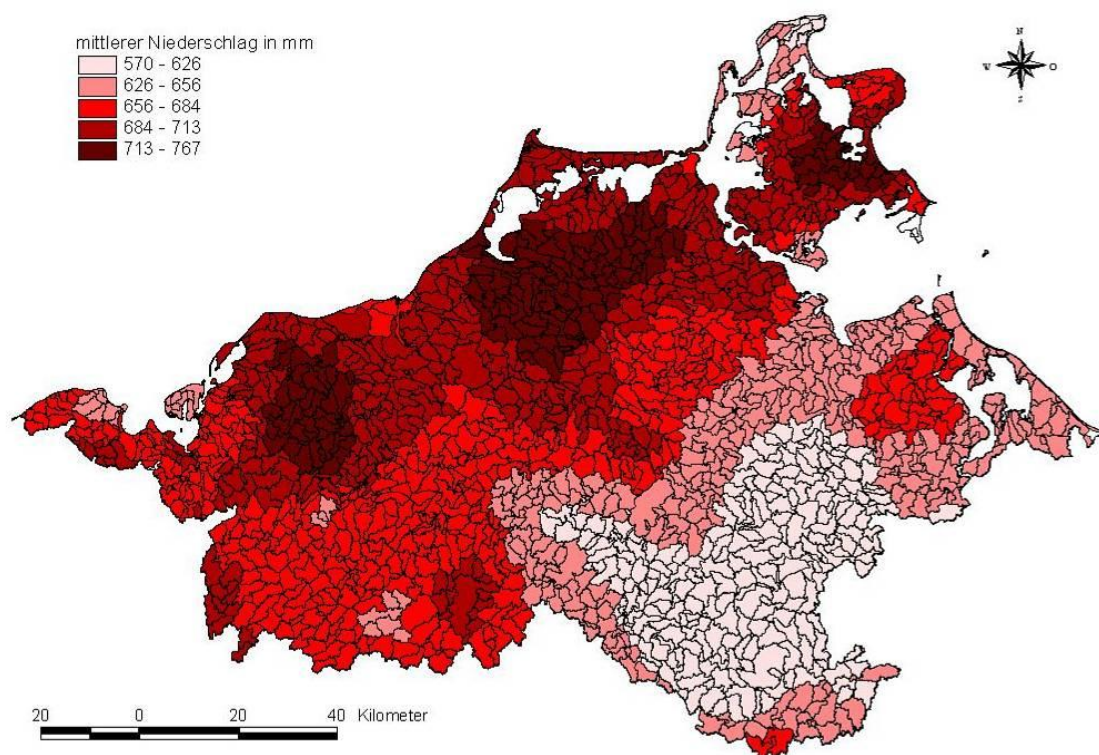 mittlerer Niederschlag in mm
570 - 626
626 - 656
656 - 684
684 - 713
713 - 767
N
W O
S
20 0 20 40 Kilometer